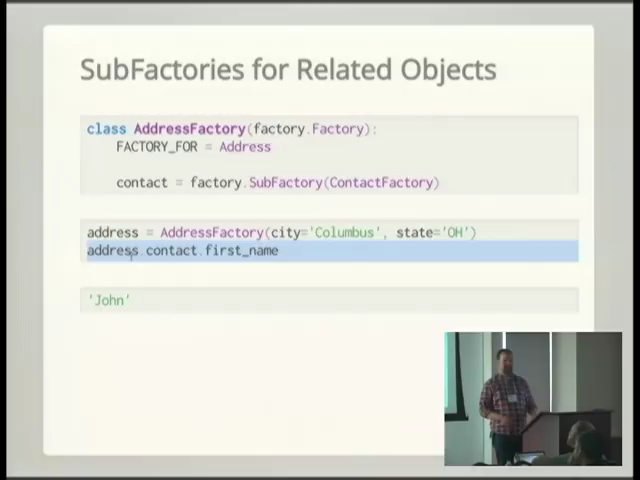 SubFactories for Related Objects
class AddressFactory(factory.Factory):
FACTORY_FOR = Address
contact = factory.SubFactory(ContactFactory)
address = AddressFactory(city='Columbus', state='OH')
address.contact.first_name
'John'